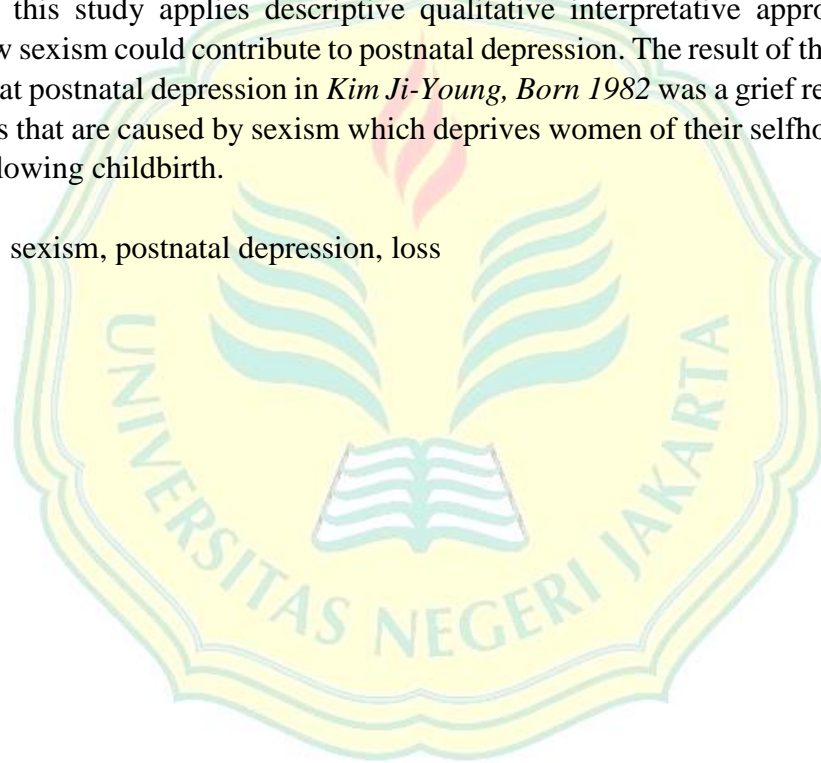 this study applies descriptive qualitative interpretative appro
w sexism could contribute to postnatal depression. The result of th
at postnatal depression in Kim Ji-Young, Born 1982 was a grief re
s that are caused by sexism which deprives women of their selfho
lowing childbirth.
sexism, postnatal depression, loss
UNIVERSITAS NEGERI JAKARTA